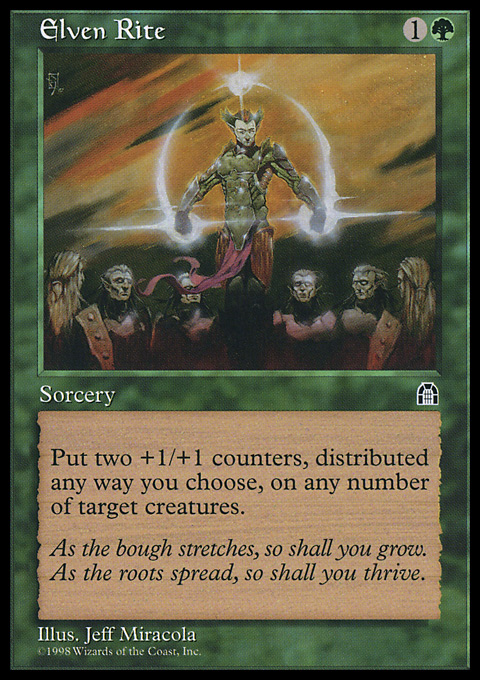 Elven Rite
1
Sorcery
Put two +1/+1 counters, distributed
any way you choose, on any number
of target creatures.
As the bough stretches, so shall you grow.
As the roots spread, so shall you thrive.
Illus. Jeff Miracola
©1998 Wizards of the Coast, Inc.